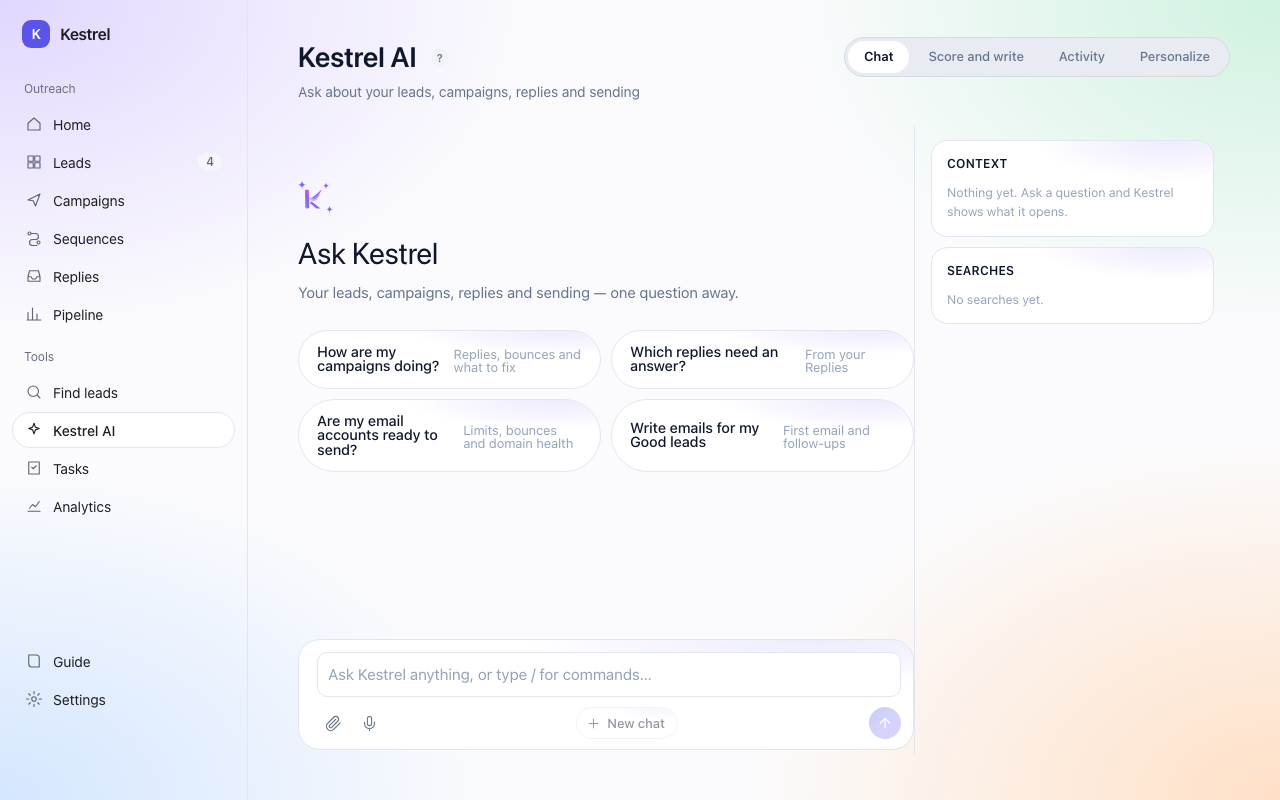 K Kestrel
Outreach
Home
Leads 4
Campaigns
Sequences
Replies
Pipeline
Tools
Find leads
Kestrel AI
Tasks
Analytics
Guide
Settings
Kestrel AI ?
Ask about your leads, campaigns, replies and sending
Chat Score and write Activity Personalize
Ask Kestrel
Your leads, campaigns, replies and sending — one question away.
How are my
campaigns doing?
Replies, bounces and
what to fix
Which replies need an
answer?
From your
Replies
Are my email
accounts ready to
send?
Limits, bounces
and domain health
Write emails for my
Good leads
First email and
follow-ups
Ask Kestrel anything, or type / for commands...
New chat
CONTEXT
Nothing yet. Ask a question and Kestrel
shows what it opens.
SEARCHES
No searches yet.